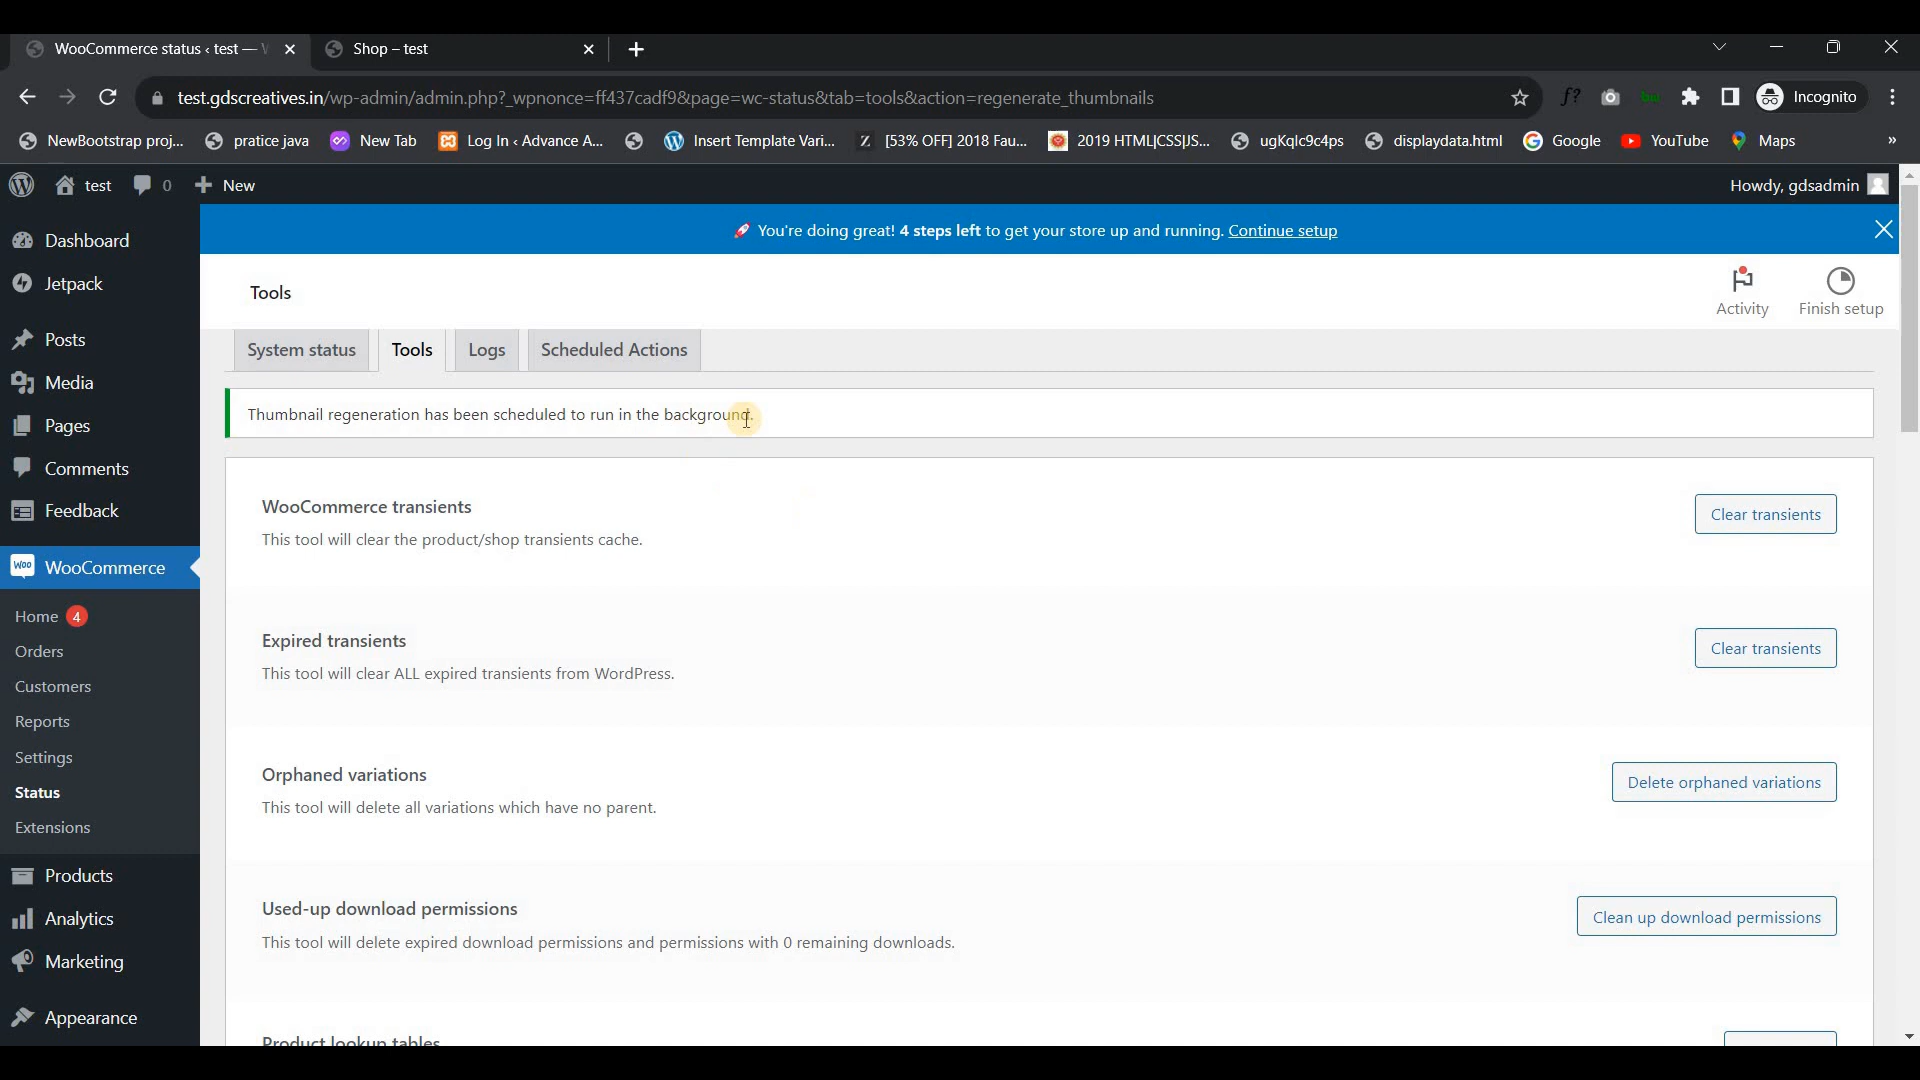 WooCommerce status ‹ test — W
Shop – test
test.gdscreatives.in/wp-admin/admin.php?_wpnonce=ff437cadf9&page=wc-status&tab=tools&action=regenerate_thumbnails
f?
Incognito
NewBootstrap proj...
pratice java
New Tab
Log In ‹ Advance A...
Insert Template Vari...
Z [53% OFF] 2018 Fau...
2019 HTML|CSS|JS...
ugKqlc9c4ps
displaydata.html
Google
YouTube
Maps
»
test
0
New
Howdy, gdsadmin
🚀 You're doing great! 4 steps left to get your store up and running. Continue setup
Dashboard
Jetpack
Posts
Media
Pages
Comments
Feedback
Woo WooCommerce
Home 4
Orders
Customers
Reports
Settings
Status
Extensions
Products
Analytics
Marketing
Appearance
Tools
Activity
Finish setup
System status
Tools
Logs
Scheduled Actions
Thumbnail regeneration has been scheduled to run in the background.
WooCommerce transients
This tool will clear the product/shop transients cache.
Clear transients
Expired transients
This tool will clear ALL expired transients from WordPress.
Clear transients
Orphaned variations
This tool will delete all variations which have no parent.
Delete orphaned variations
Used-up download permissions
This tool will delete expired download permissions and permissions with 0 remaining downloads.
Clean up download permissions
Product lookup tables